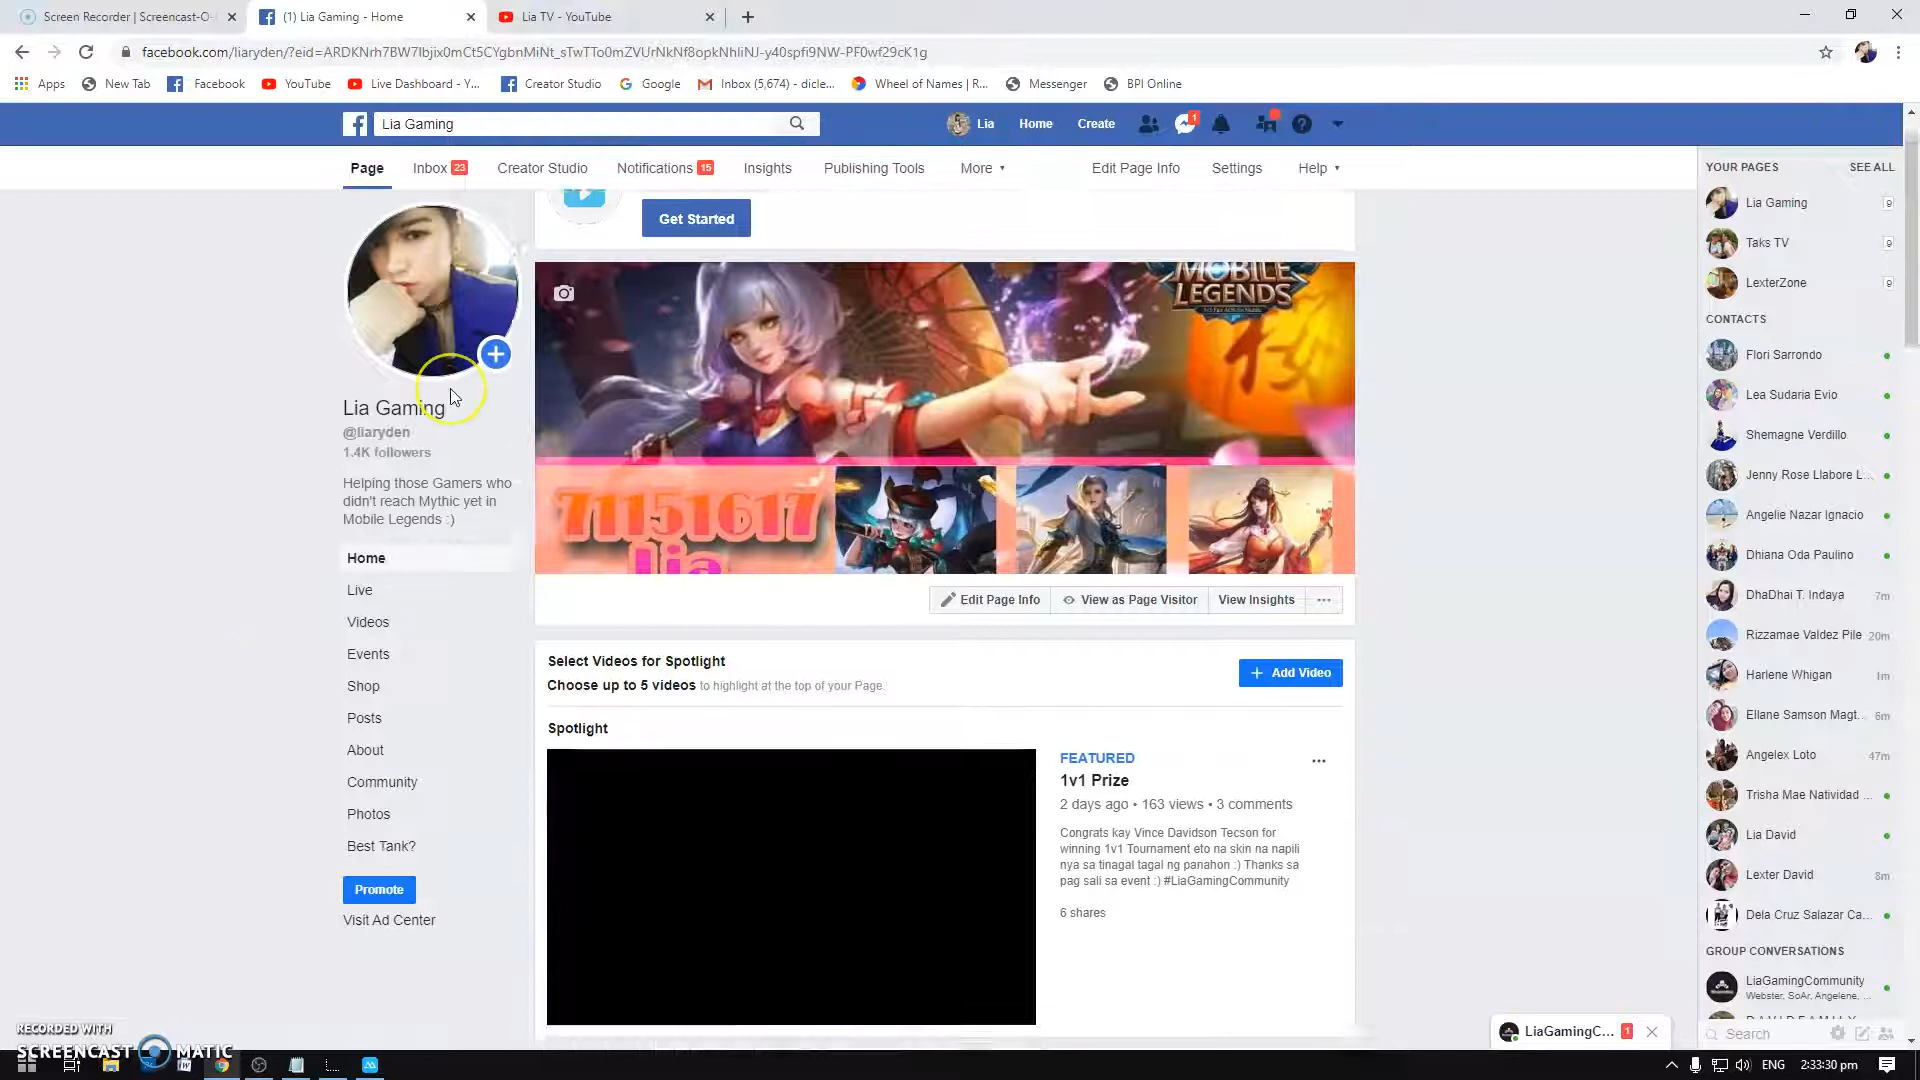 Screen Recorder | Screencast-O-
(1) Lia Gaming - Home
Lia TV - YouTube
facebook.com/liaryden/?eid=ARDKNrh7BW7lbjix0mCt5CYgbnMiNt_sTwTTo0mZVUrNkNf8opkNhliNJ-y40spfi9NW-PF0wf29cK1g
Apps
New Tab
Facebook
YouTube
Live Dashboard - Y...
Creator Studio
Google
Inbox (5,674) - dicle...
Wheel of Names | R...
Messenger
BPI Online
Lia Gaming
Lia
Home
Create
1
Page
Inbox 23
Creator Studio
Notifications 15
Insights
Publishing Tools
More
Edit Page Info
Settings
Help
Get Started
MOBILE
LEGENDS
Lia Gaming
@liaryden
1.4K followers
Helping those Gamers who
didn't reach Mythic yet in
Mobile Legends :)
71151617
lia
Home
Live
Videos
Events
Shop
Posts
About
Community
Photos
Best Tank?
Promote
Visit Ad Center
Edit Page Info
View as Page Visitor
View Insights
Select Videos for Spotlight
Choose up to 5 videos to highlight at the top of your Page.
Add Video
Spotlight
FEATURED
1v1 Prize
2 days ago • 163 views • 3 comments
Congrats kay Vince Davidson Tecson for
winning 1v1 Tournament eto na skin na napili
nya sa tinagal tagal ng panahon :) Thanks sa
pag sali sa event :) #LiaGamingCommunity
6 shares
YOUR PAGES
SEE ALL
Lia Gaming 9
Taks TV 9
LexterZone 9
CONTACTS
Flori Sarrondo
Lea Sudaria Evio
Shemagne Verdillo
Jenny Rose Llabore L...
Angelie Nazar Ignacio
Dhiana Oda Paulino
DhaDhai T. Indaya 7m
Rizzamae Valdez Pile 20m
Harlene Whigan 1m
Ellane Samson Magt... 6m
Angelex Loto 47m
Trisha Mae Natividad ...
Lia David
Lexter David 8m
Dela Cruz Salazar Ca...
GROUP CONVERSATIONS
LiaGamingCommunity
Webster, SoAr, Angelene, ...
LiaGamingC... 1
Search
RECORDED WITH
SCREENCAST MATIC
ENG
2:33:30 pm